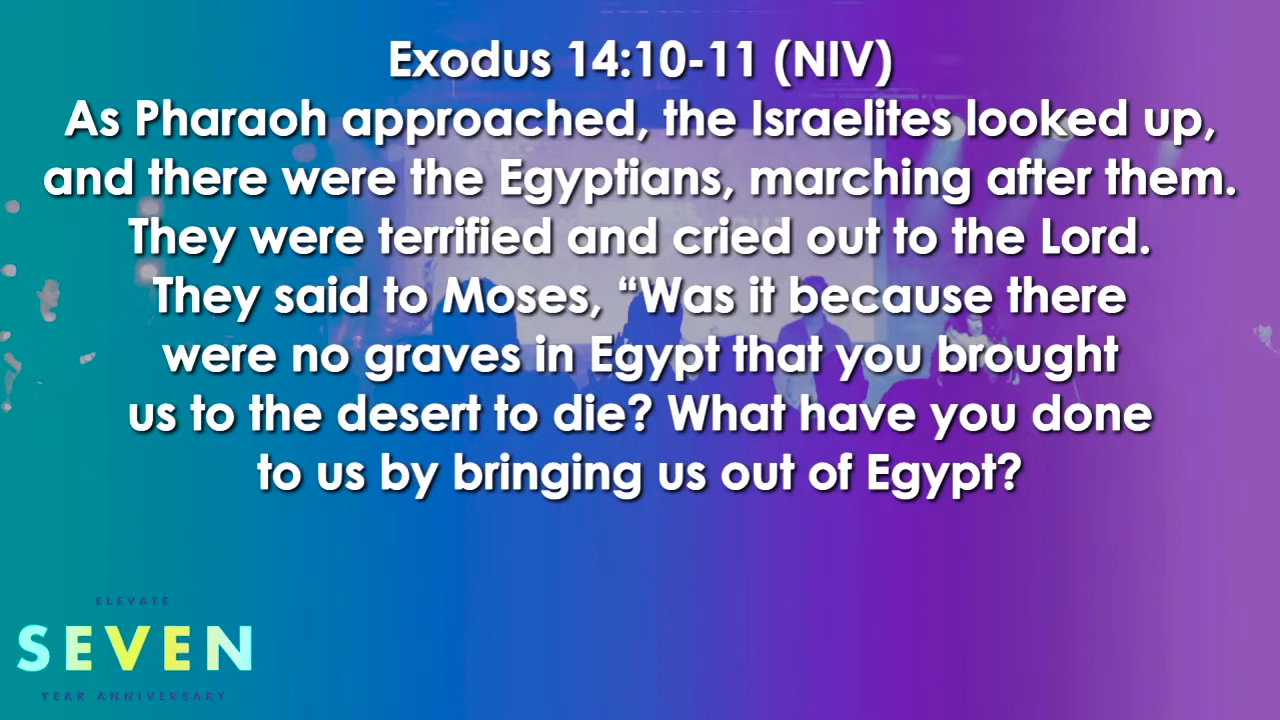 Exodus 14:10-11 (NIV)
As Pharaoh approached, the Israelites looked up,
and there were the Egyptians, marching after them.
They were terrified and cried out to the Lord.
They said to Moses, “Was it because there
were no graves in Egypt that you brought
us to the desert to die? What have you done
to us by bringing us out of Egypt?
ELEVATE
SEVEN
YEAR ANNIVERSARY